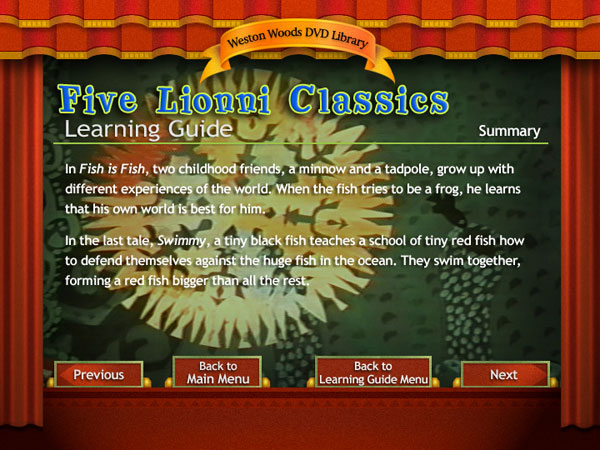 Weston Woods DVD Library
Five Lionni Classics
Learning Guide
Summary
In Fish is Fish, two childhood friends, a minnow and a tadpole, grow up with
different experiences of the world. When the fish tries to be a frog, he learns
that his own world is best for him.
In the last tale, Swimmy, a tiny black fish teaches a school of tiny red fish how
to defend themselves against the huge fish in the ocean. They swim together,
forming a red fish bigger than all the rest.
Previous
Back to
Main Menu
Back to
Learning Guide Menu
Next